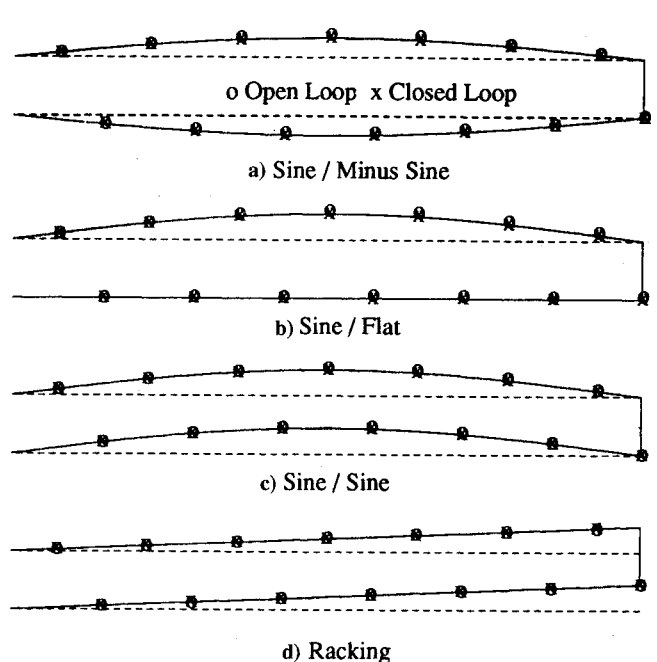 o Open Loop x Closed Loop
a) Sine / Minus Sine
b) Sine / Flat
c) Sine / Sine
d) Racking